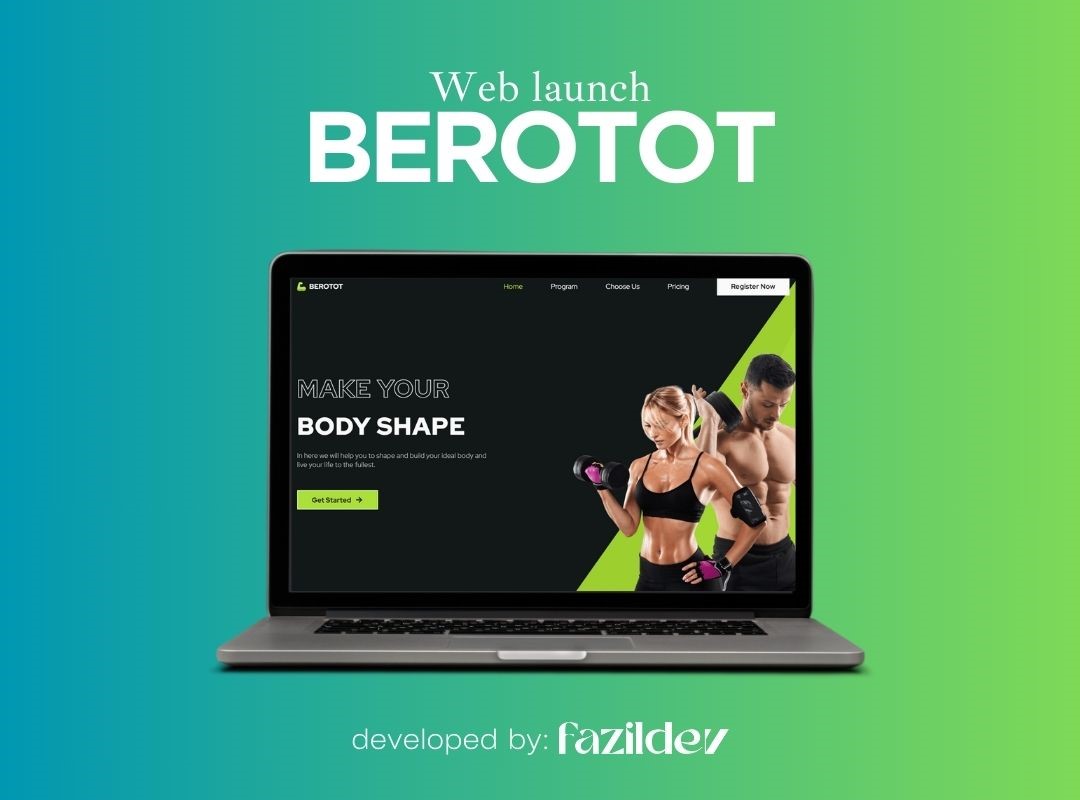 Web launch
BEROTOT
BEROTOT
Home Program Choose Us Pricing Register Now
MAKE YOUR
BODY SHAPE
In here we will help you to shape and build your ideal body and
live your life to the fullest.
Get Started →
developed by: fazildev